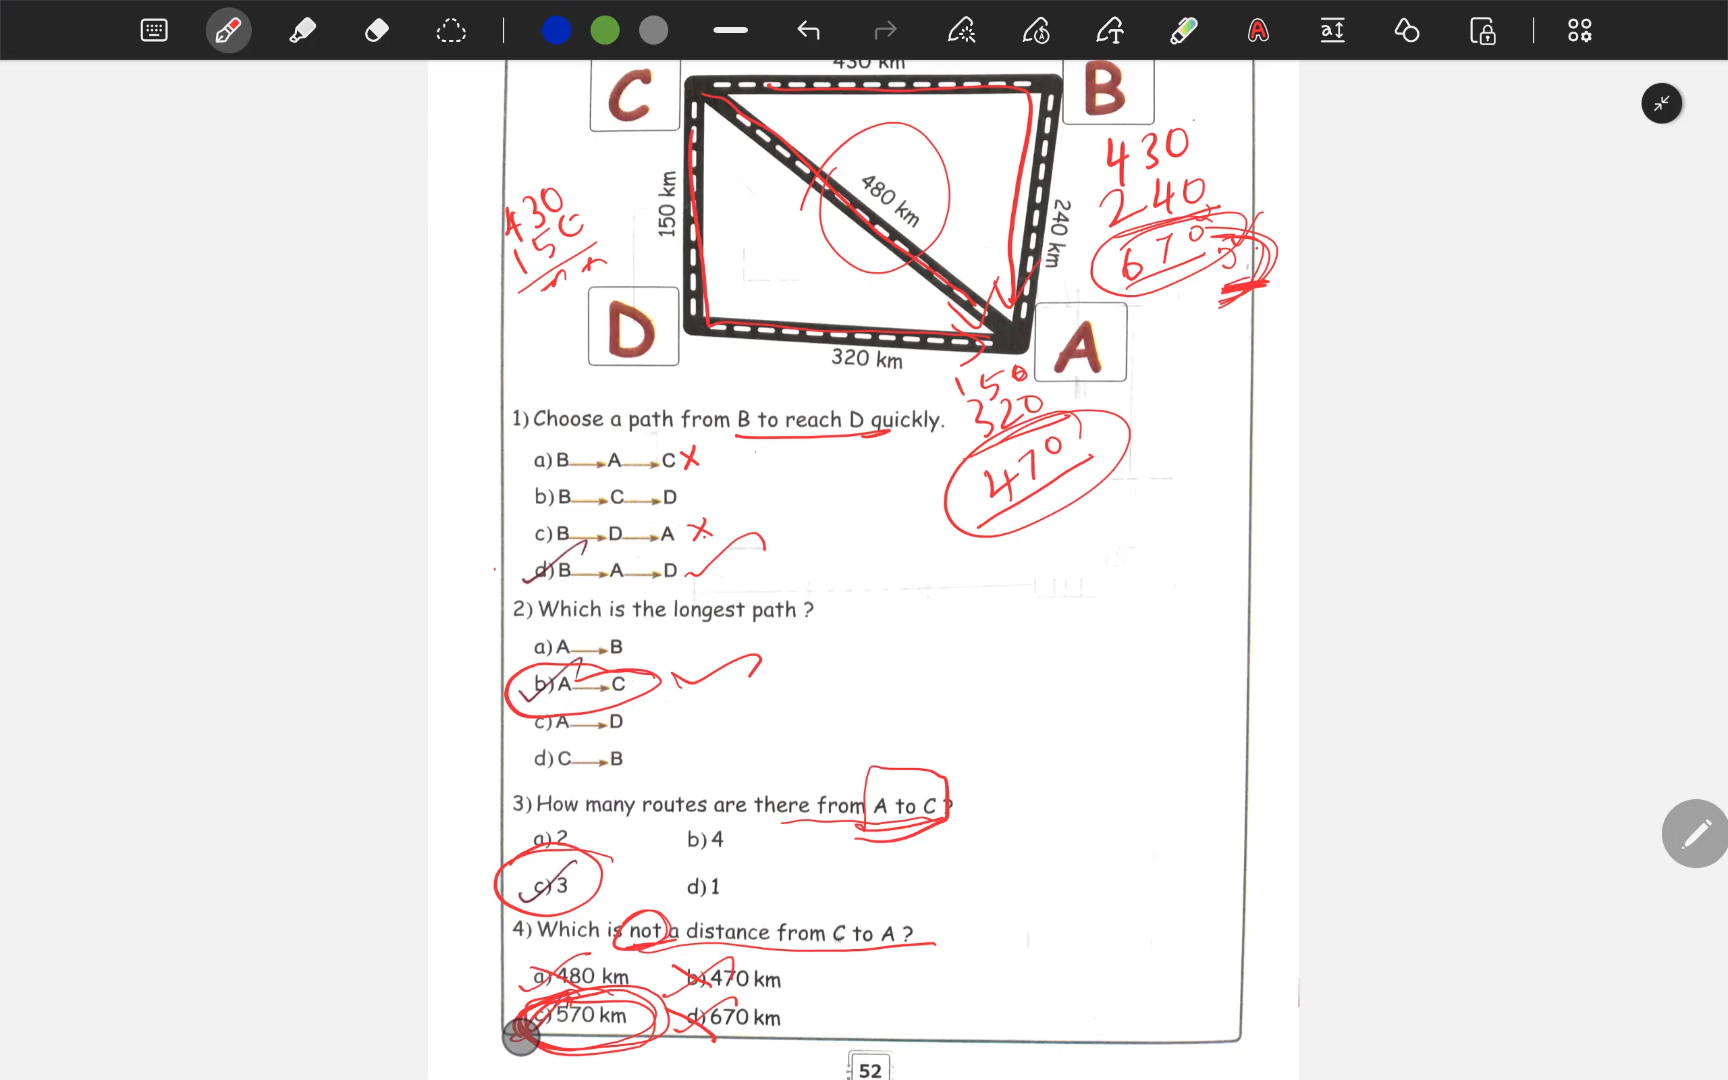 430 km
C
B
430
240
670
480 km
150 km
240 km
430
150
D
A
320 km
150
320
470
1) Choose a path from B to reach D quickly.
a) B A C X
b) B C D
c) B D A X
d) B A D
2) Which is the longest path ?
a) A B
b) A C
c) A D
d) C B
3) How many routes are there from A to C ?
a) 2 b) 4
c) 3 d) 1
4) Which is not a distance from C to A ?
a) 480 km b) 470 km
c) 570 km d) 670 km
52